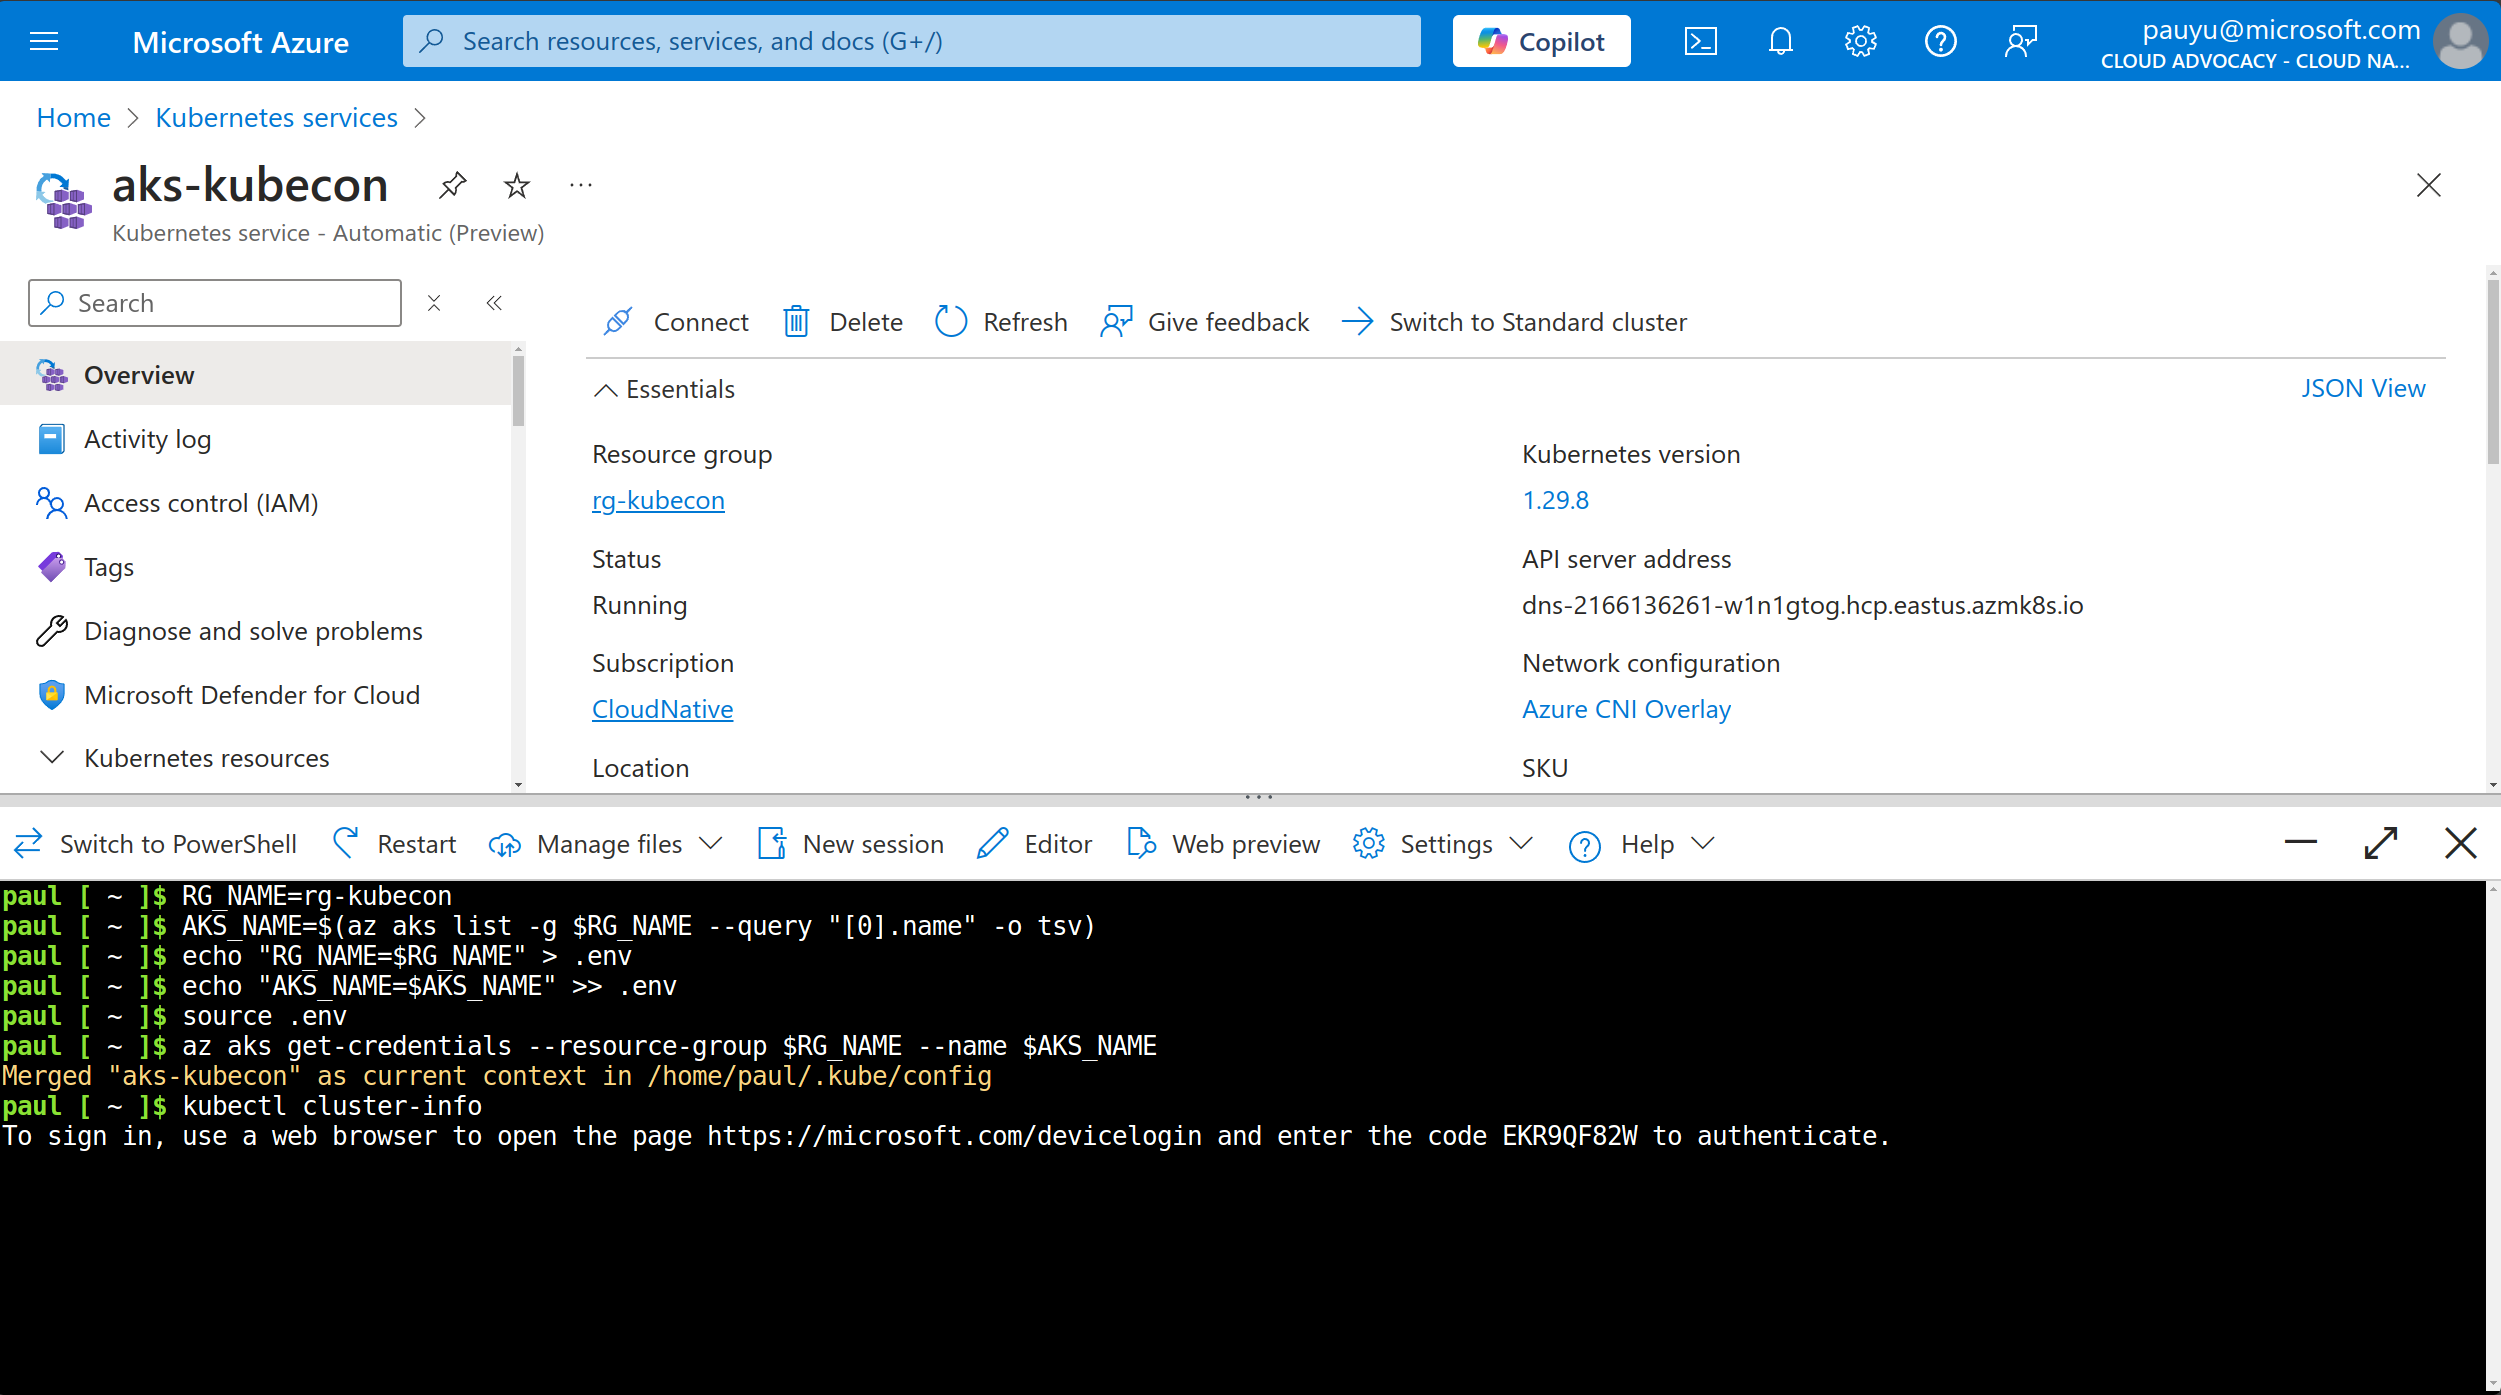 Microsoft Azure
Search resources, services, and docs (G+/)
Copilot
pauyu@microsoft.com
CLOUD ADVOCACY - CLOUD NA...
Home > Kubernetes services >
aks-kubecon
Kubernetes service - Automatic (Preview)
Search
Overview
Activity log
Access control (IAM)
Tags
Diagnose and solve problems
Microsoft Defender for Cloud
Kubernetes resources
Connect
Delete
Refresh
Give feedback
Switch to Standard cluster
Essentials
JSON View
Resource group
rg-kubecon
Status
Running
Subscription
CloudNative
Location
Kubernetes version
1.29.8
API server address
dns-2166136261-w1n1gtog.hcp.eastus.azmk8s.io
Network configuration
Azure CNI Overlay
SKU
Switch to PowerShell
Restart
Manage files
New session
Editor
Web preview
Settings
Help
paul [ ~ ]$ RG_NAME=rg-kubecon
paul [ ~ ]$ AKS_NAME=$(az aks list -g $RG_NAME --query "[0].name" -o tsv)
paul [ ~ ]$ echo "RG_NAME=$RG_NAME" > .env
paul [ ~ ]$ echo "AKS_NAME=$AKS_NAME" >> .env
paul [ ~ ]$ source .env
paul [ ~ ]$ az aks get-credentials --resource-group $RG_NAME --name $AKS_NAME
Merged "aks-kubecon" as current context in /home/paul/.kube/config
paul [ ~ ]$ kubectl cluster-info
To sign in, use a web browser to open the page https://microsoft.com/devicelogin and enter the code EKR9QF82W to authenticate.